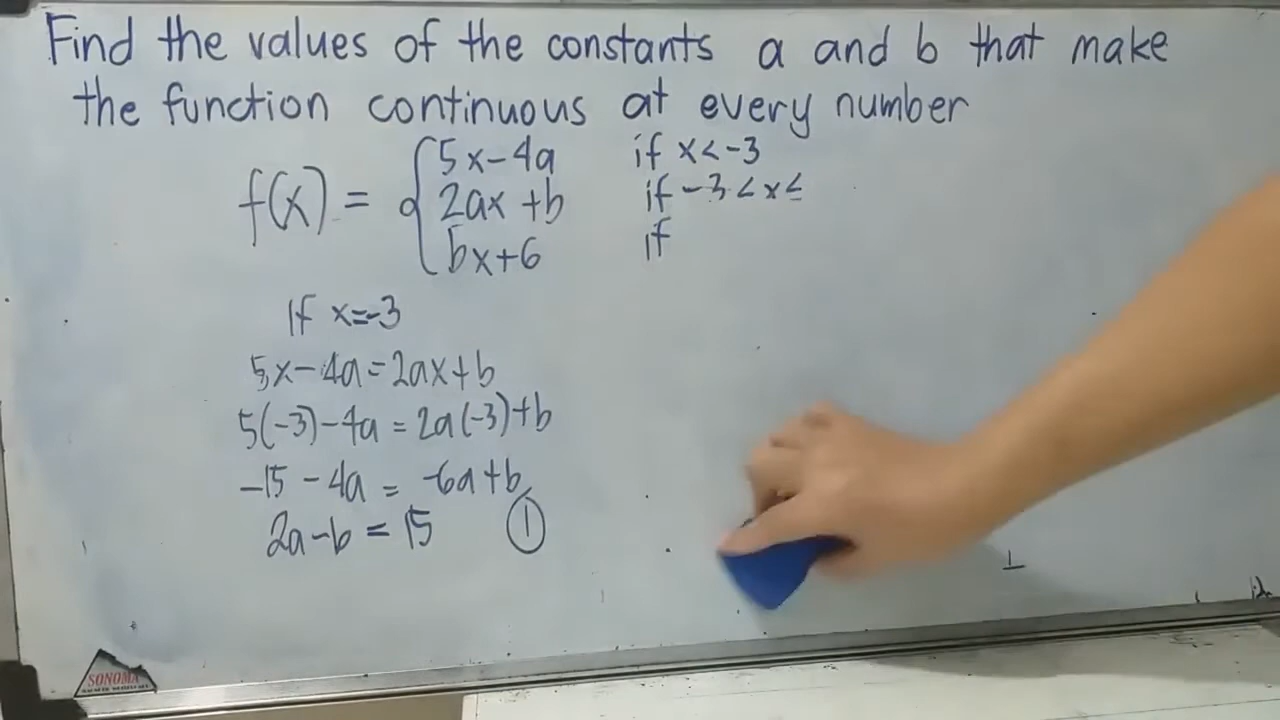 Find the values of the constants a and b that make
the function continuous at every number
f(x) = { 5x-4a if x < -3
2ax + b if -3 < x ≤
bx+6 if
If x=-3
5x-4a=2ax+b
5(-3)-4a = 2a(-3)+b
-15-4a = -6a+b
2a-b = 15 ①
SONOMA